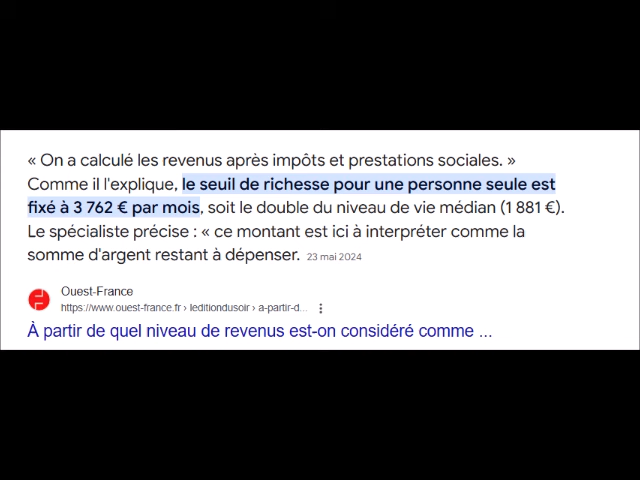 « On a calculé les revenus après impôts et prestations sociales. »
Comme il l'explique, le seuil de richesse pour une personne seule est
fixé à 3 762 € par mois, soit le double du niveau de vie médian (1 881 €).
Le spécialiste précise : « ce montant est ici à interpréter comme la
somme d'argent restant à dépenser. 23 mai 2024
Ouest-France
https://www.ouest-france.fr › leditiondusoir › a-partir-d...
À partir de quel niveau de revenus est-on considéré comme ...